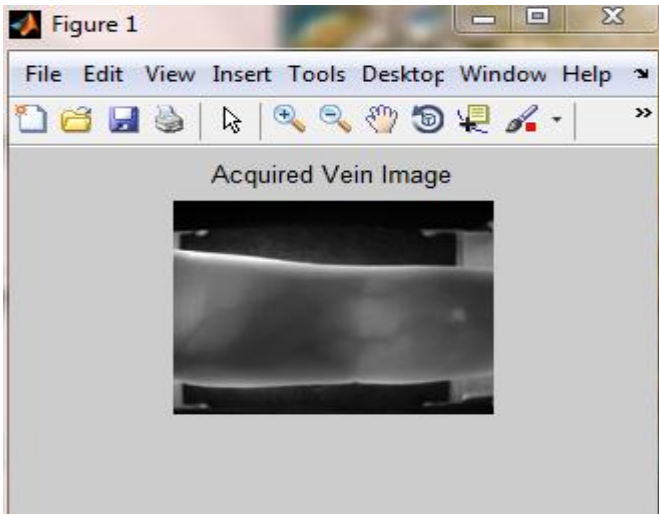 Figure 1
File Edit View Insert Tools Desktop Window Help
Acquired Vein Image